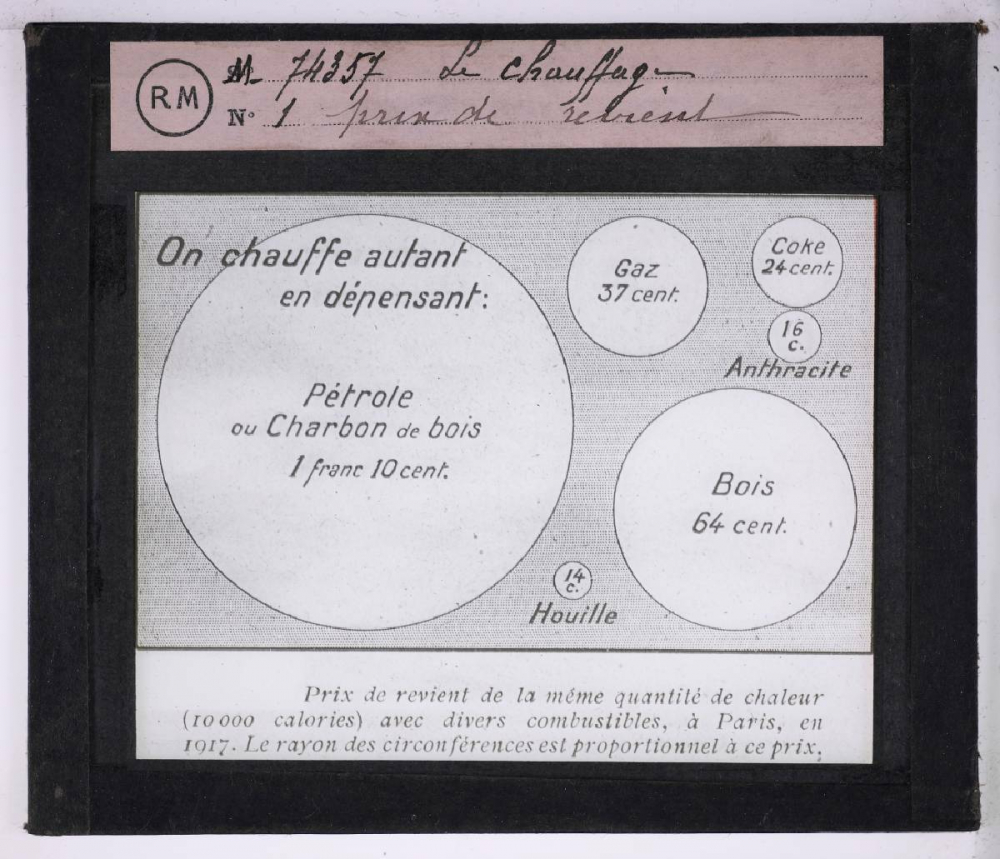 RM
M 74357 Le chauffage
N° 1 prix de revient
On chauffe autant
en dépensant:
Pétrole
ou Charbon de bois
1 franc 10 cent.
Gaz
37 cent.
Coke
24 cent.
16
c.
Anthracite
Bois
64 cent.
14
c.
Houille
Prix de revient de la même quantité de chaleur
(10 000 calories) avec divers combustibles, à Paris, en
1917. Le rayon des circonférences est proportionnel à ce prix.